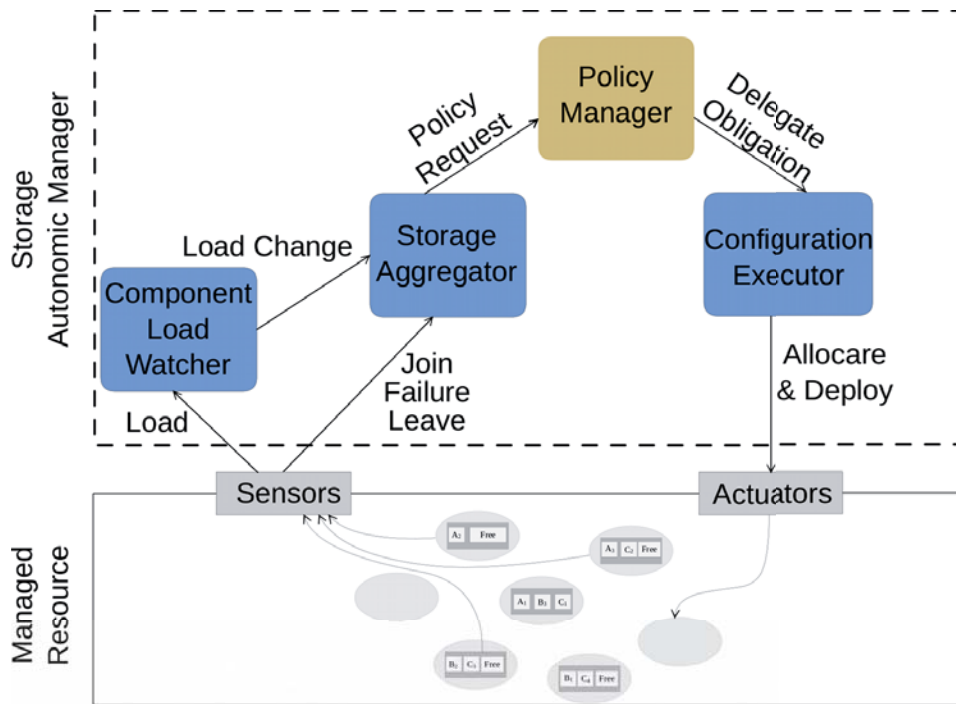 Storage
Autonomic Manager
Policy
Manager
Policy
Request
Delegate
Obligation
Storage
Aggregator
Configuration
Executor
Load Change
Component
Load
Watcher
Join
Failure
Leave
Allocare
& Deploy
Load
Sensors
Actuators
Managed
Resource
A2 Free
A3 C2 Free
A1 B3 C1
B2 C3 Free
B1 C4 Free